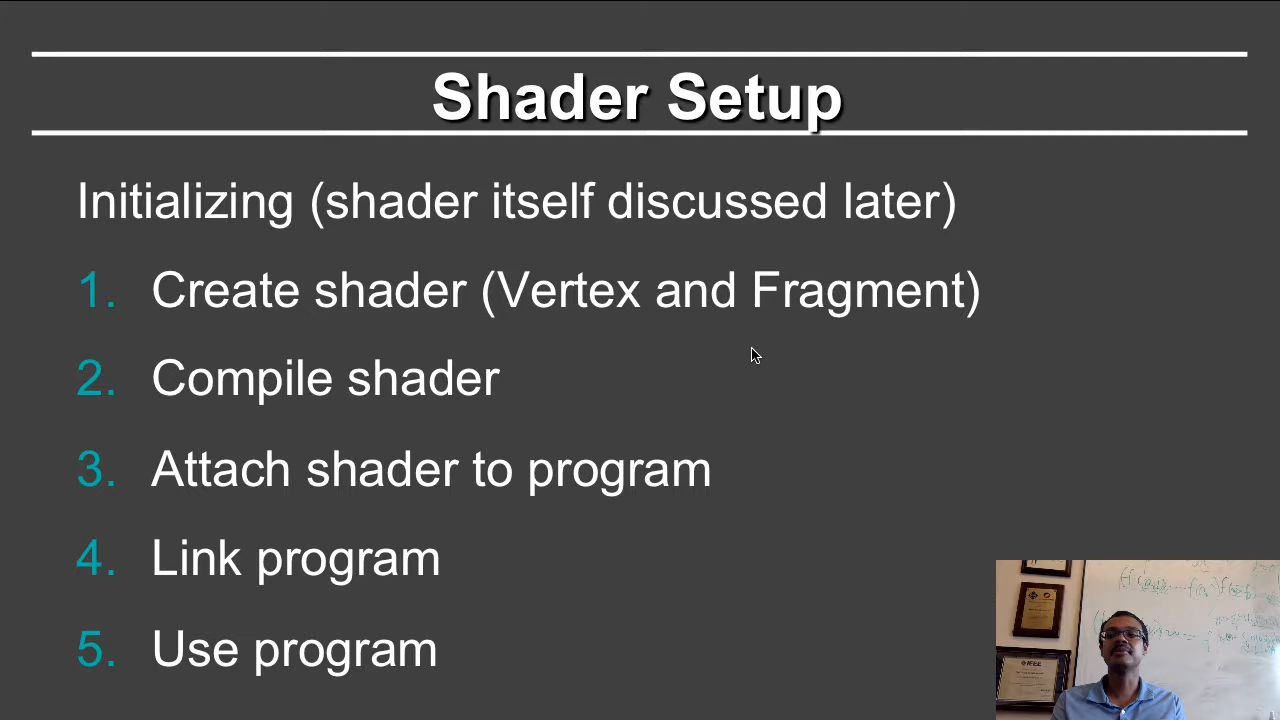 Shader Setup
Initializing (shader itself discussed later)
1. Create shader (Vertex and Fragment)
2. Compile shader
3. Attach shader to program
4. Link program
5. Use program
IEEE